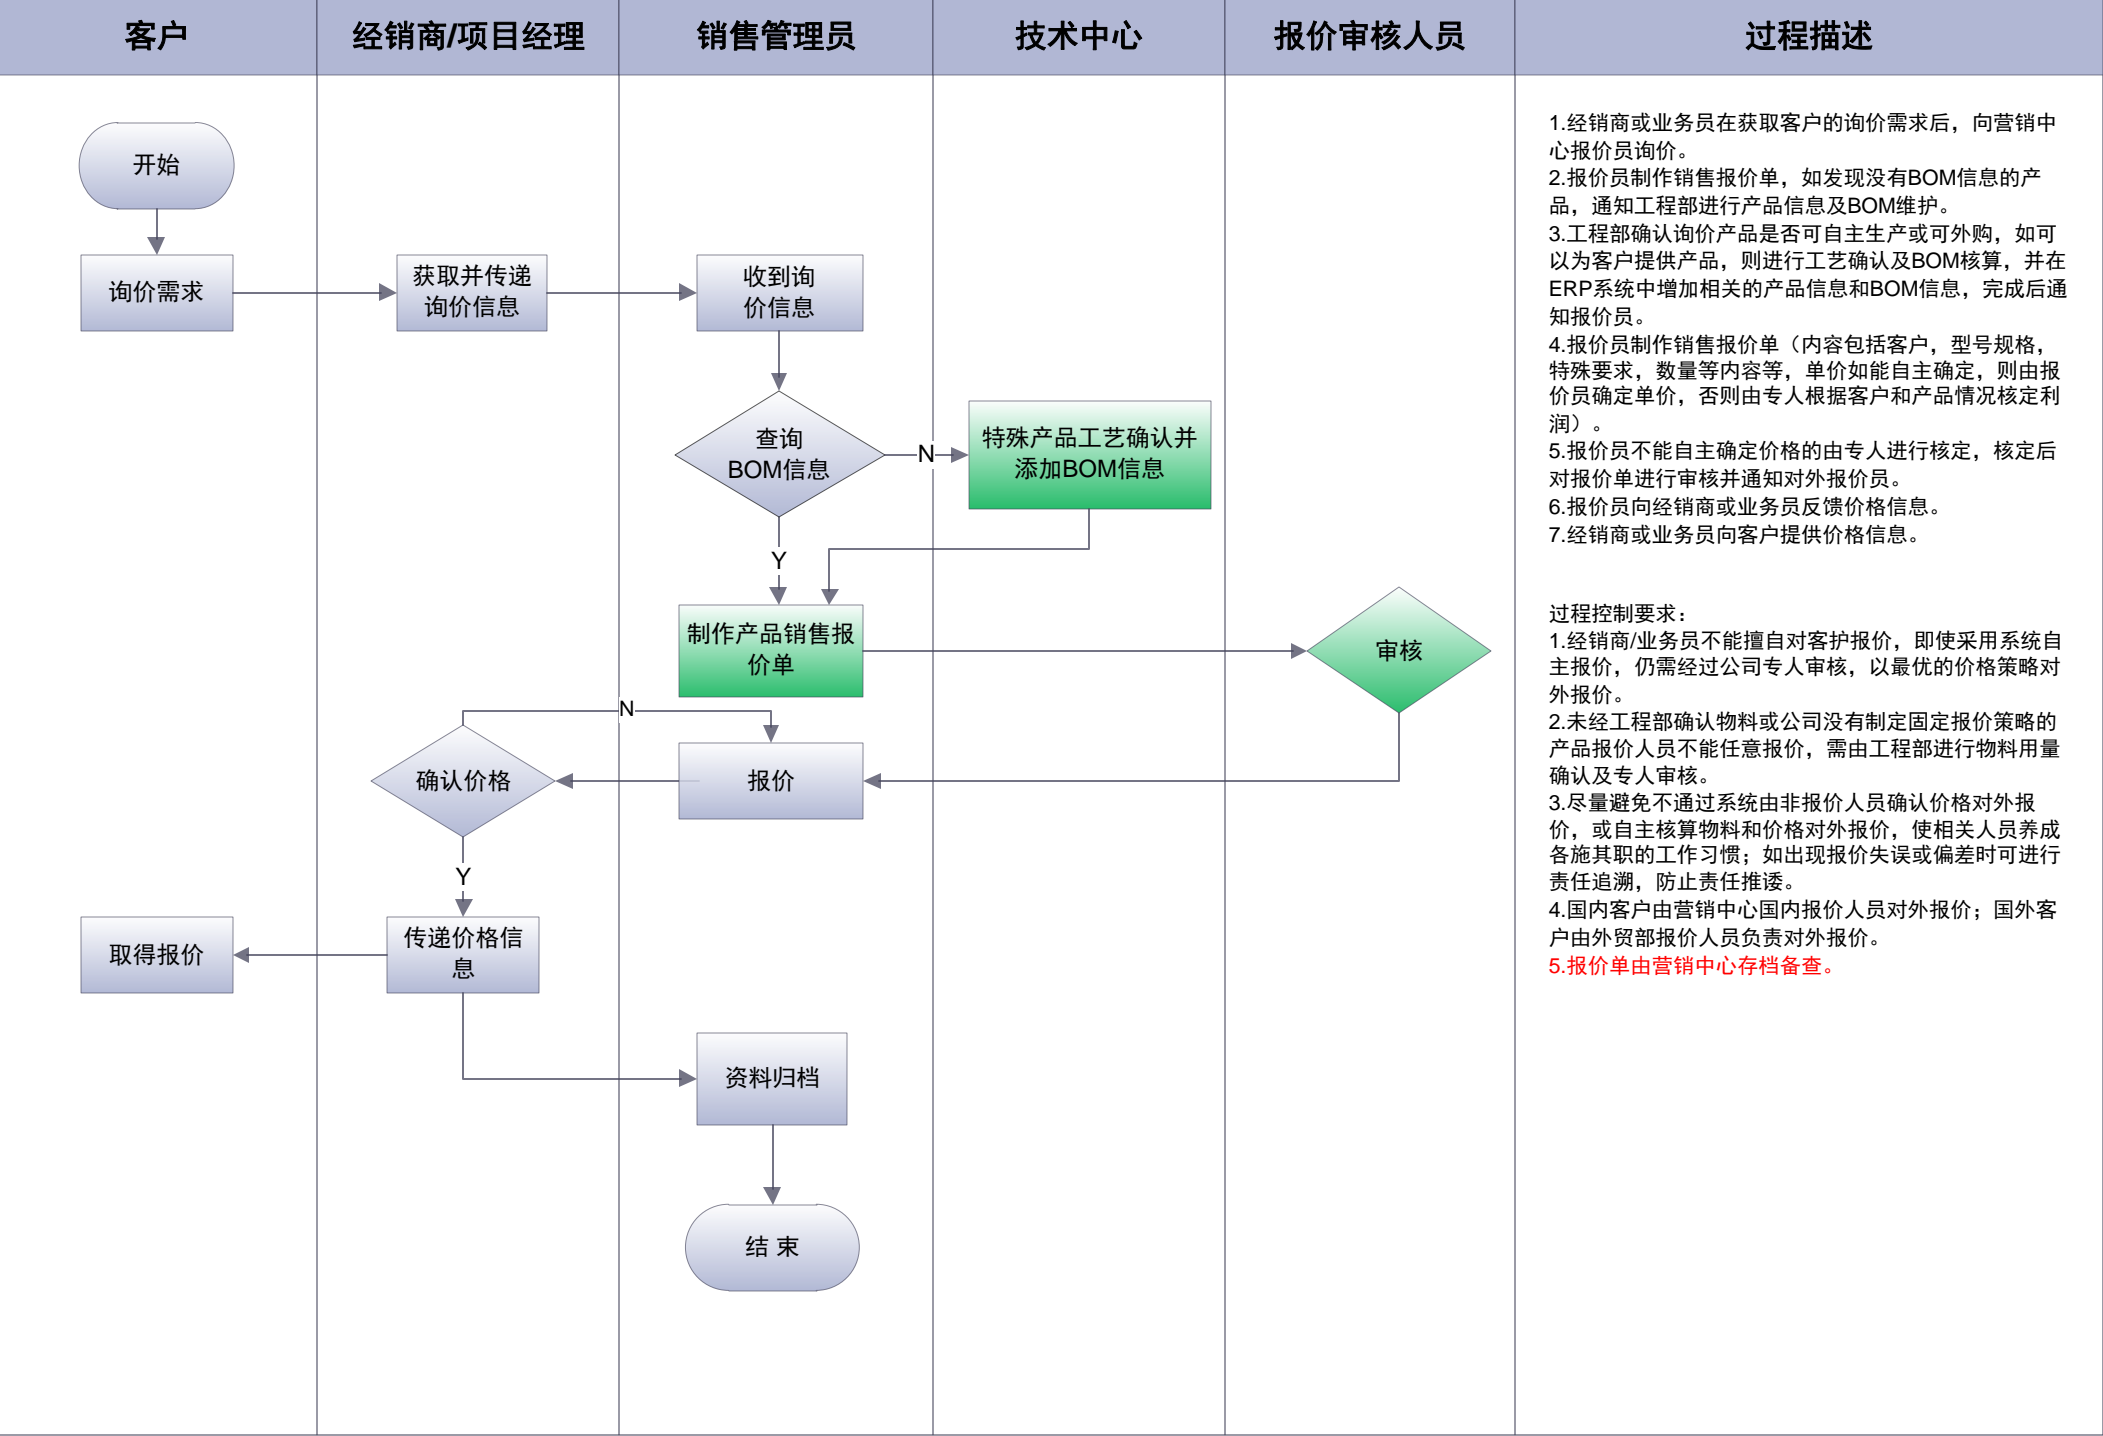 客户
经销商/项目经理
销售管理员
技术中心
报价审核人员
过程描述
开始
询价需求
获取并传递
询价信息
收到询
价信息
查询
BOM信息
N
特殊产品工艺确认并
添加BOM信息
Y
制作产品销售报
价单
审核
N
确认价格
报价
Y
取得报价
传递价格信
息
资料归档
结 束
1.经销商或业务员在获取客户的询价需求后，向营销中
心报价员询价。
2.报价员制作销售报价单，如发现没有BOM信息的产
品，通知工程部进行产品信息及BOM维护。
3.工程部确认询价产品是否可自主生产或可外购，如可
以为客户提供产品，则进行工艺确认及BOM核算，并在
ERP系统中增加相关的产品信息和BOM信息，完成后通
知报价员。
4.报价员制作销售报价单（内容包括客户，型号规格，
特殊要求，数量等内容等，单价如能自主确定，则由报
价员确定单价，否则由专人根据客户和产品情况核定利
润）。
5.报价员不能自主确定价格的由专人进行核定，核定后
对报价单进行审核并通知对外报价员。
6.报价员向经销商或业务员反馈价格信息。
7.经销商或业务员向客户提供价格信息。
过程控制要求：
1.经销商/业务员不能擅自对客护报价，即使采用系统自
主报价，仍需经过公司专人审核，以最优的价格策略对
外报价。
2.未经工程部确认物料或公司没有制定固定报价策略的
产品报价人员不能任意报价，需由工程部进行物料用量
确认及专人审核。
3.尽量避免不通过系统由非报价人员确认价格对外报
价，或自主核算物料和价格对外报价，使相关人员养成
各施其职的工作习惯；如出现报价失误或偏差时可进行
责任追溯，防止责任推诿。
4.国内客户由营销中心国内报价人员对外报价；国外客
户由外贸部报价人员负责对外报价。
5.报价单由营销中心存档备查。